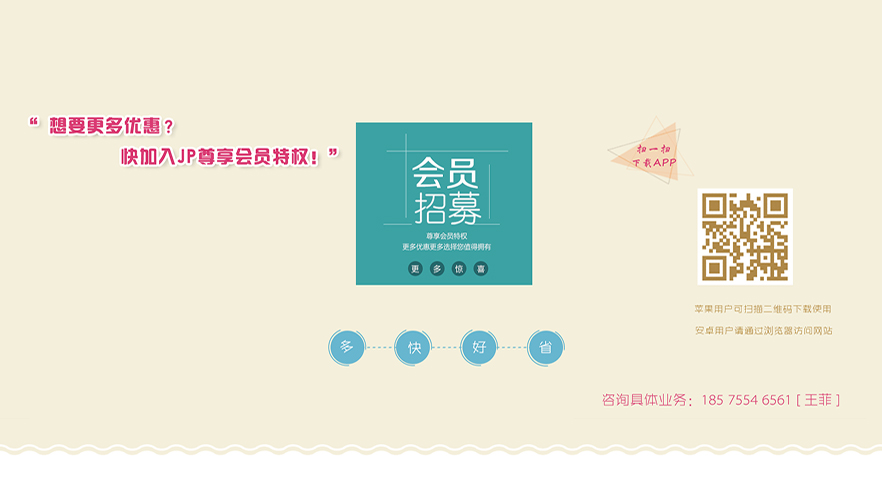 “ 想要更多优惠？
快加入JP尊享会员特权！”
会员
招募
尊享会员特权
更多优惠更多选择您值得拥有
更 多 惊 喜
多 快 好 省
扫一扫
下载APP
苹果用户可扫描二维码下载使用
安卓用户请通过浏览器访问网站
咨询具体业务：185 7554 6561 [ 王菲 ]